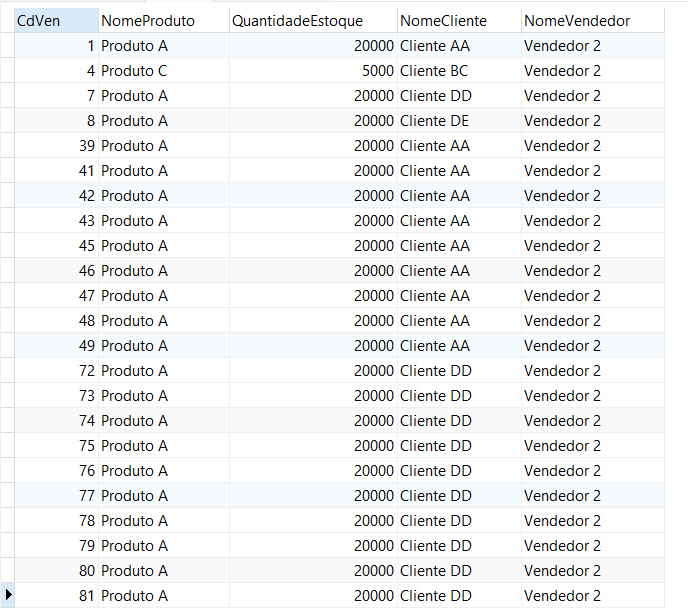 CdVen NomeProduto QuantidadeEstoque NomeCliente NomeVendedor
1 Produto A 20000 Cliente AA Vendedor 2
4 Produto C 5000 Cliente BC Vendedor 2
7 Produto A 20000 Cliente DD Vendedor 2
8 Produto A 20000 Cliente DE Vendedor 2
39 Produto A 20000 Cliente AA Vendedor 2
41 Produto A 20000 Cliente AA Vendedor 2
42 Produto A 20000 Cliente AA Vendedor 2
43 Produto A 20000 Cliente AA Vendedor 2
45 Produto A 20000 Cliente AA Vendedor 2
46 Produto A 20000 Cliente AA Vendedor 2
47 Produto A 20000 Cliente AA Vendedor 2
48 Produto A 20000 Cliente AA Vendedor 2
49 Produto A 20000 Cliente AA Vendedor 2
72 Produto A 20000 Cliente DD Vendedor 2
73 Produto A 20000 Cliente DD Vendedor 2
74 Produto A 20000 Cliente DD Vendedor 2
75 Produto A 20000 Cliente DD Vendedor 2
76 Produto A 20000 Cliente DD Vendedor 2
77 Produto A 20000 Cliente DD Vendedor 2
78 Produto A 20000 Cliente DD Vendedor 2
79 Produto A 20000 Cliente DD Vendedor 2
80 Produto A 20000 Cliente DD Vendedor 2
81 Produto A 20000 Cliente DD Vendedor 2